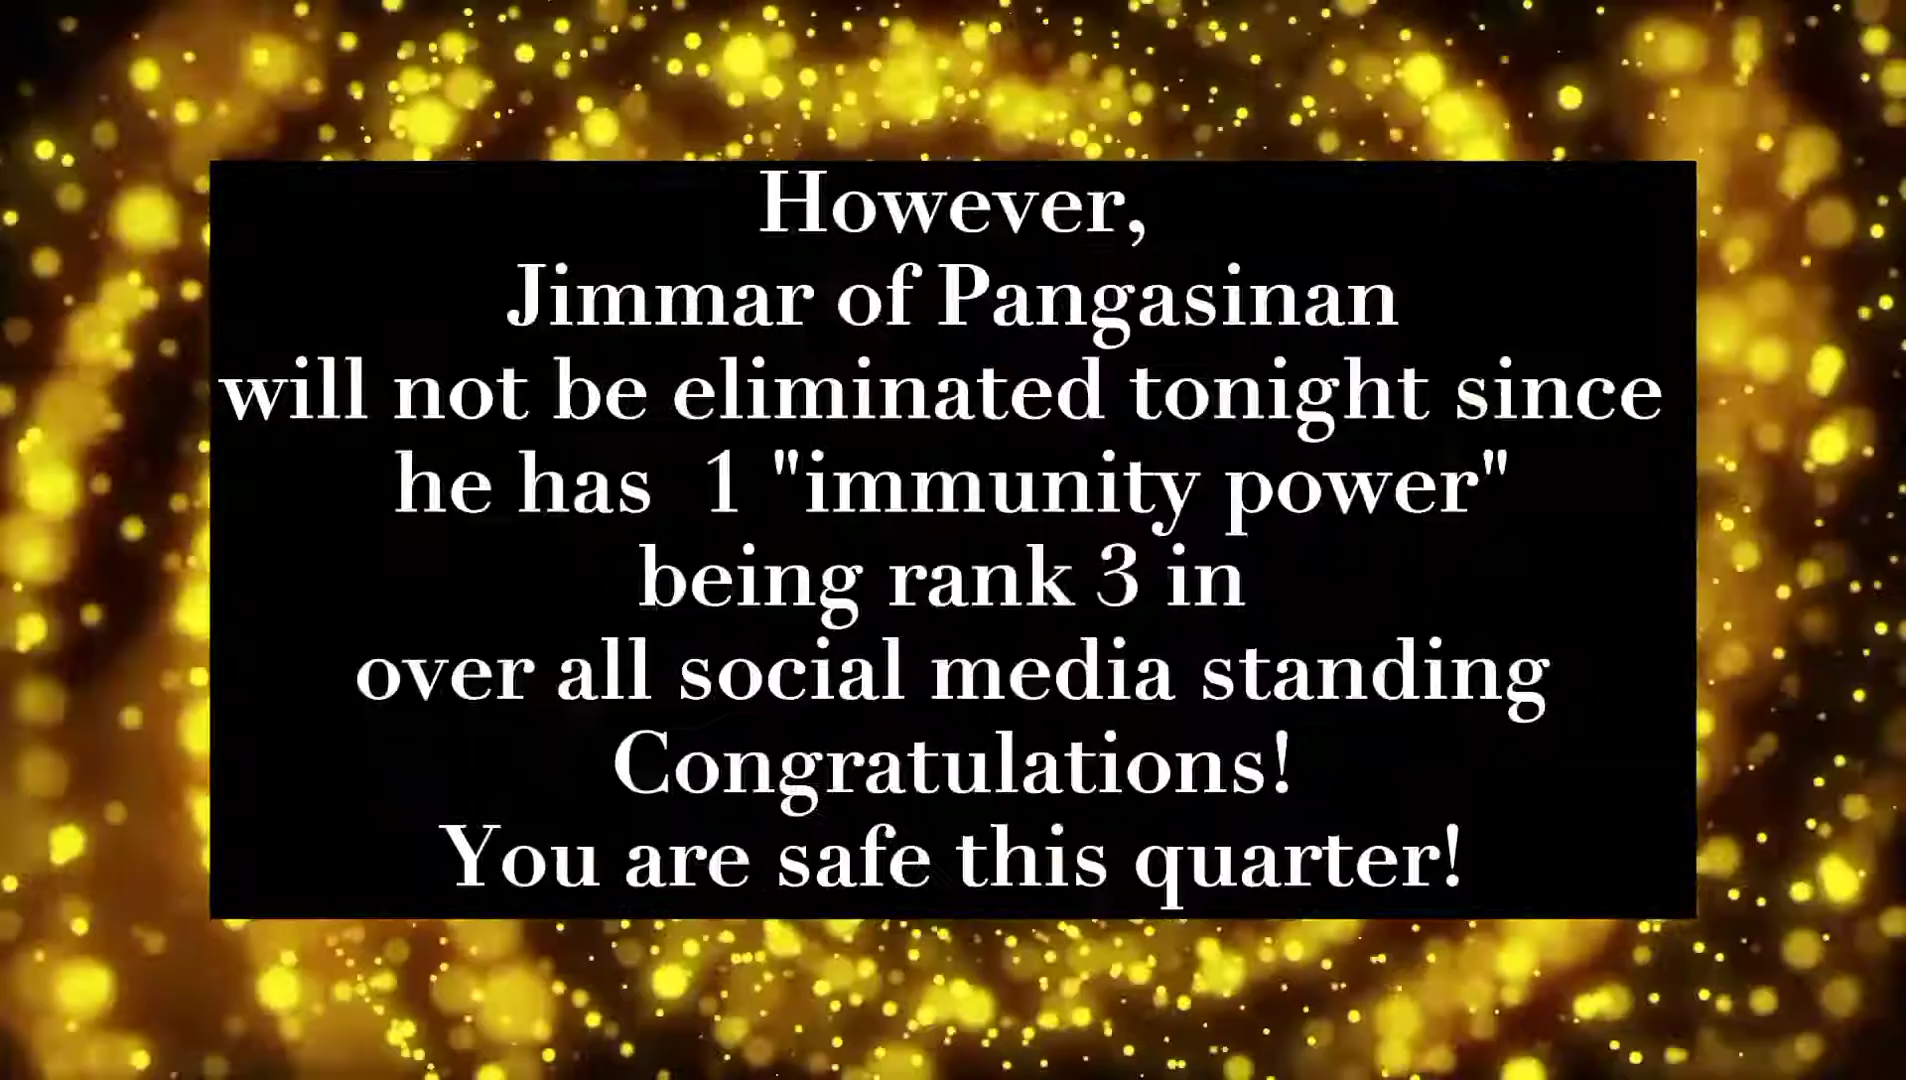 However,
Jimmar of Pangasinan
will not be eliminated tonight since
he has  1 "immunity power"
being rank 3 in
over all social media standing
Congratulations!
You are safe this quarter!